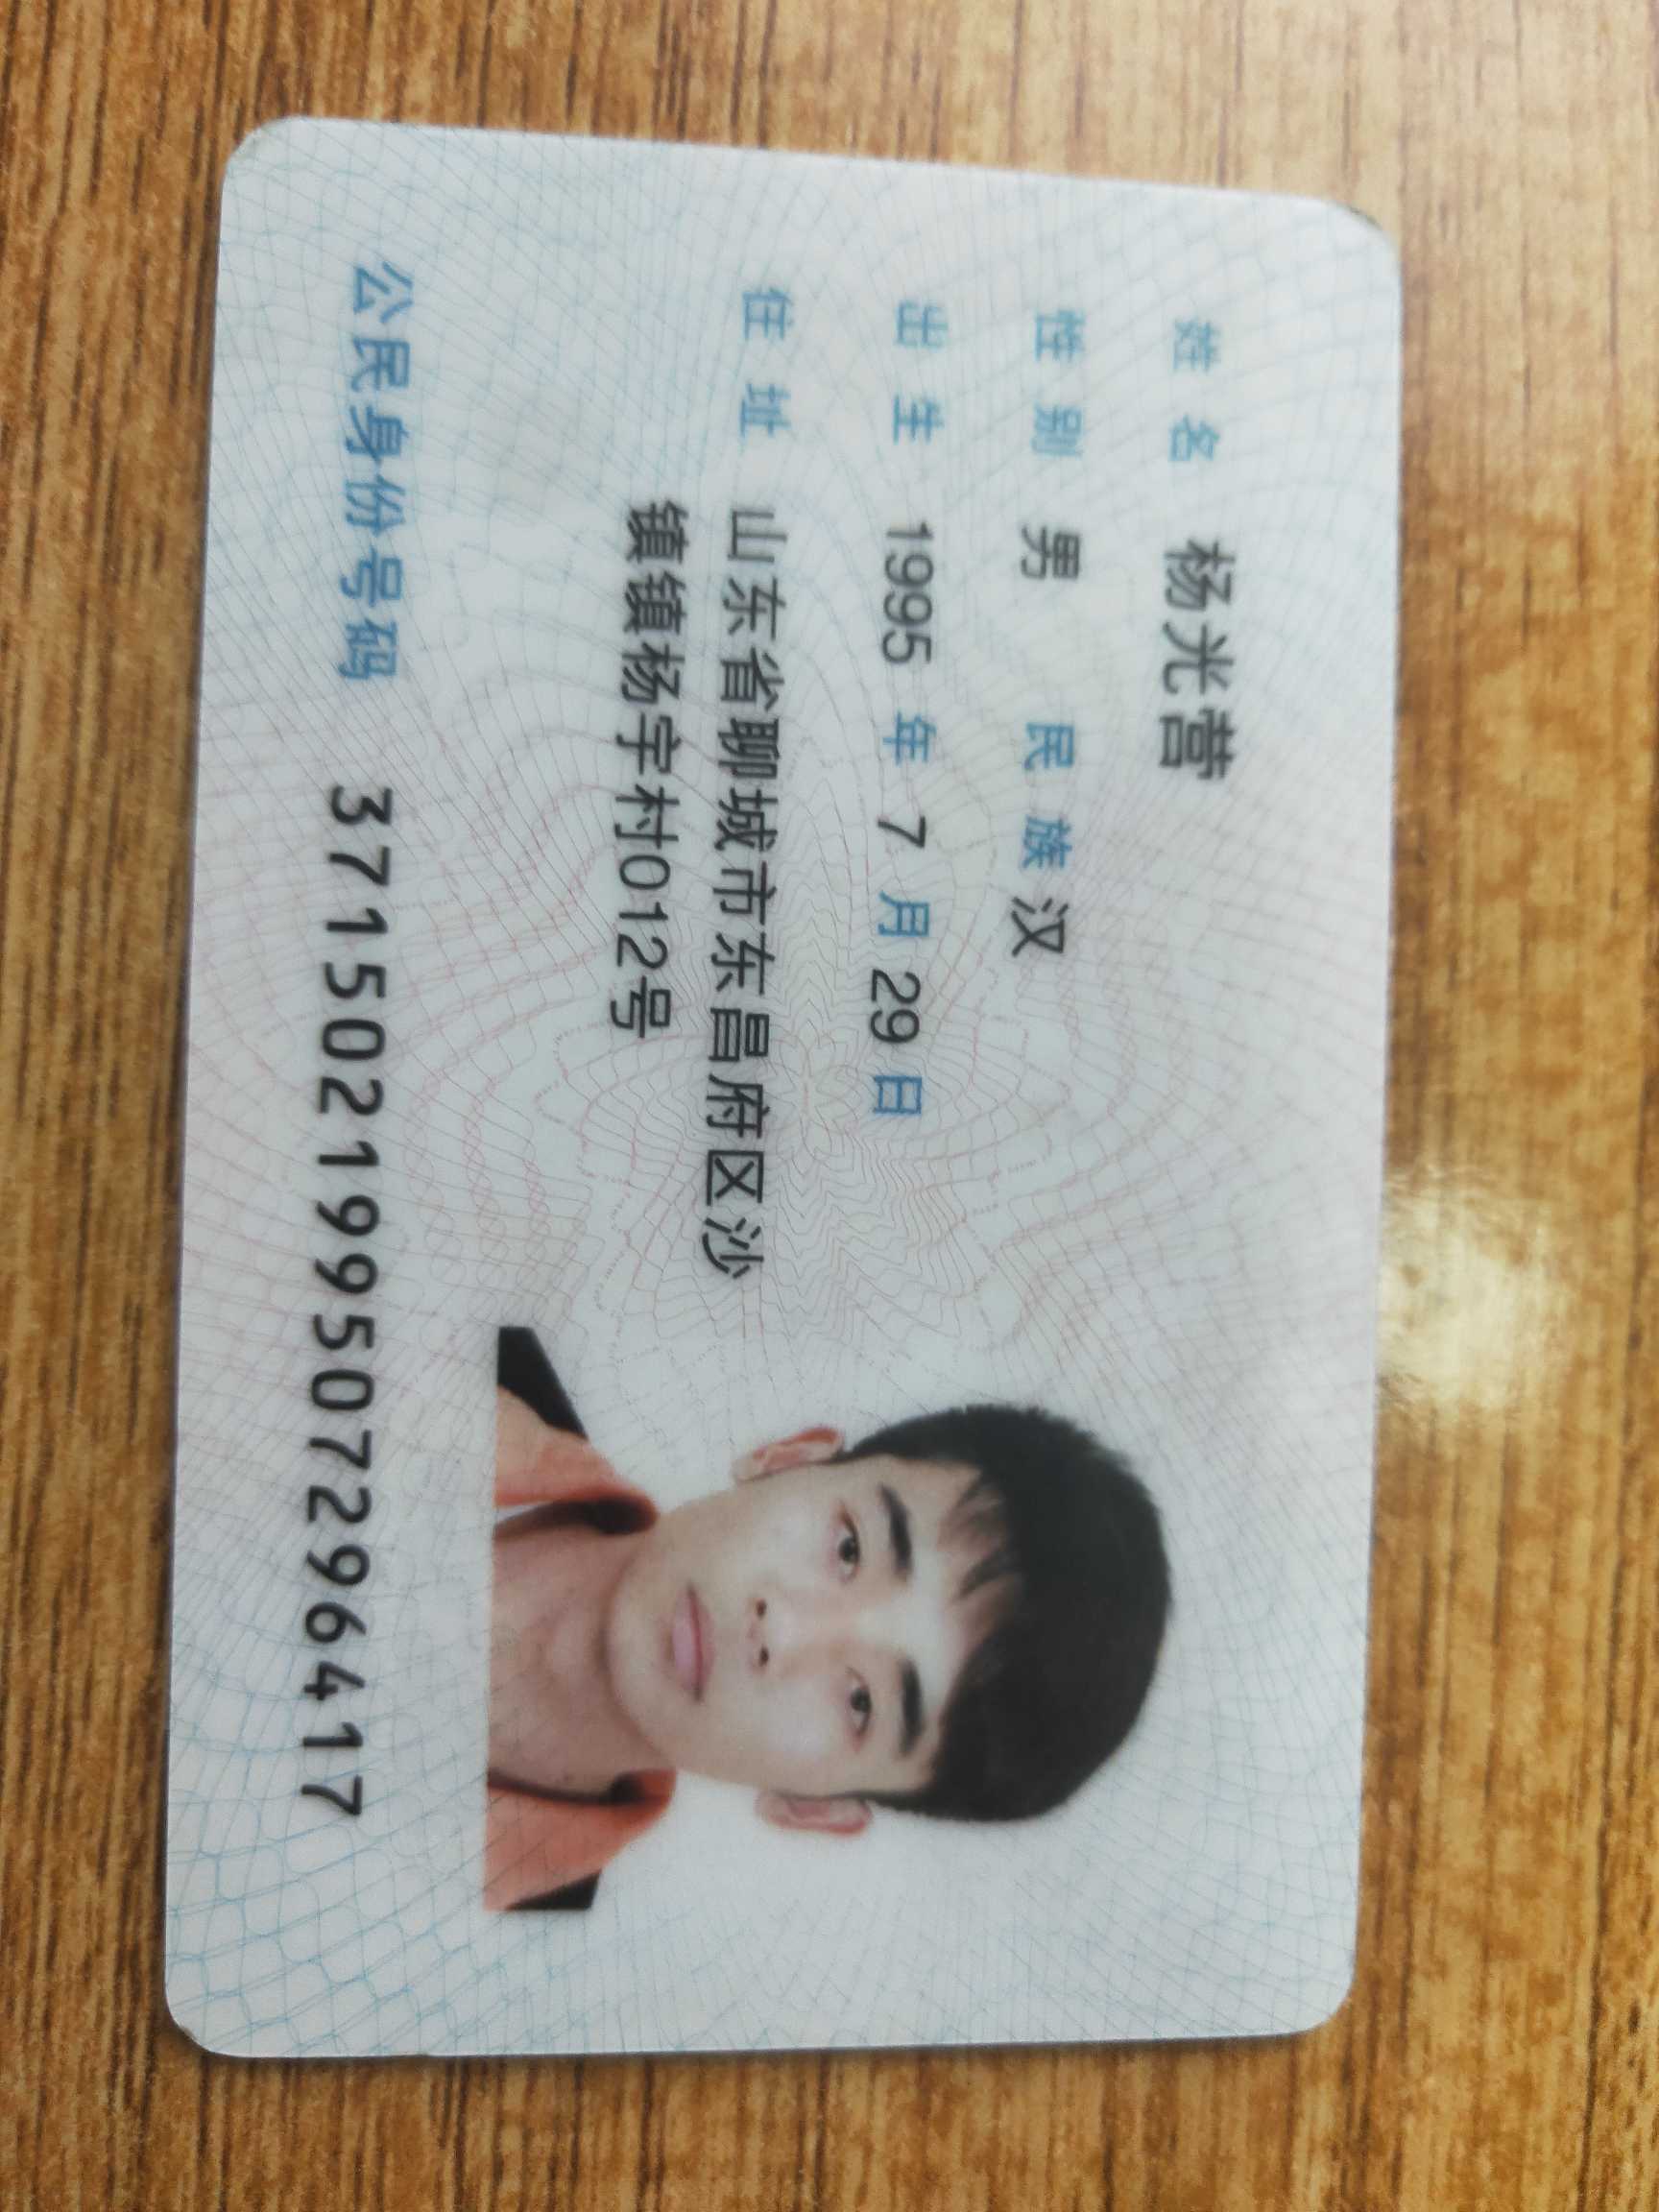 姓名 杨光营
性别 男 民族 汉
出生 1995 年 7 月 29 日
住址 山东省聊城市东昌府区沙
镇镇杨宇村012号
公民身份号码 371502199507296417